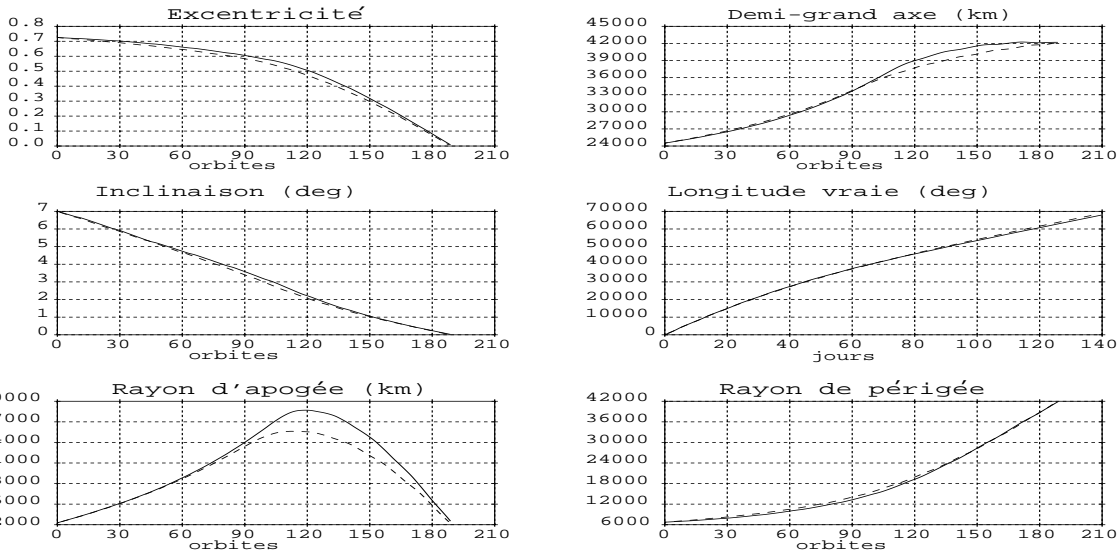 Excentricité
0.8
0.7
0.6
0.5
0.4
0.3
0.2
0.1
0.0
0 30 60 90 120 150 180 210
orbites
Demi-grand axe (km)
45000
42000
39000
36000
33000
30000
27000
24000
0 30 60 90 120 150 180 210
orbites
Inclinaison (deg)
7
6
5
4
3
2
1
0
0 30 60 90 120 150 180 210
orbites
Longitude vraie (deg)
70000
60000
50000
40000
30000
20000
10000
0
0 20 40 60 80 100 120 140
jours
Rayon d'apogée (km)
0 30 60 90 120 150 180 210
orbites
Rayon de périgée
42000
36000
30000
24000
18000
12000
6000
0 30 60 90 120 150 180 210
orbites